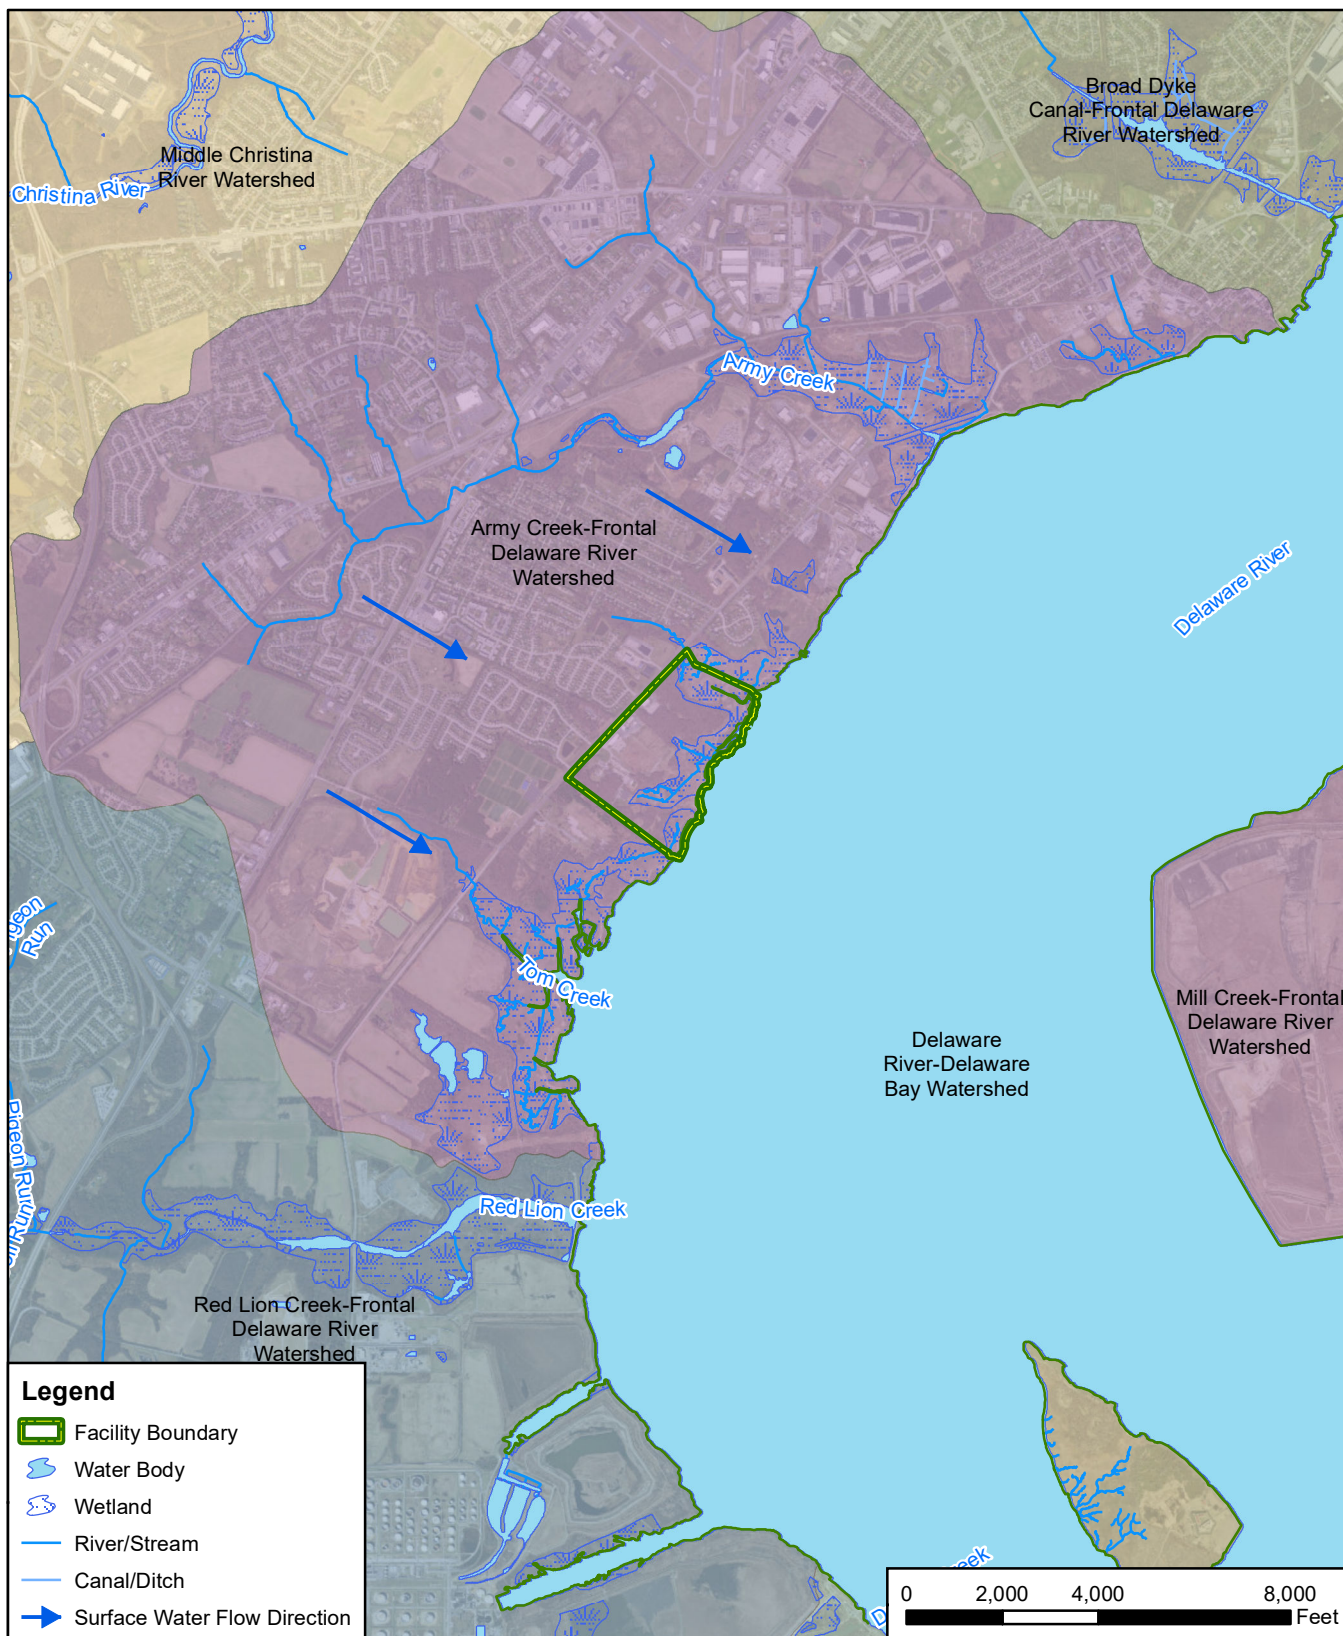 Broad Dyke
Canal-Frontal Delaware
River Watershed
Middle Christina
River Watershed
Christina River
Army Creek
Army Creek-Frontal
Delaware River
Watershed
Delaware River
Run
Tom Creek
Mill Creek-Frontal
Delaware River
Watershed
Delaware
River-Delaware
Bay Watershed
Pigeon Run
Red Lion Creek
Red Lion Creek-Frontal
Delaware River
Watershed
Legend
Facility Boundary
Water Body
Wetland
River/Stream
Canal/Ditch
Surface Water Flow Direction
0 2,000 4,000 8,000
Feet